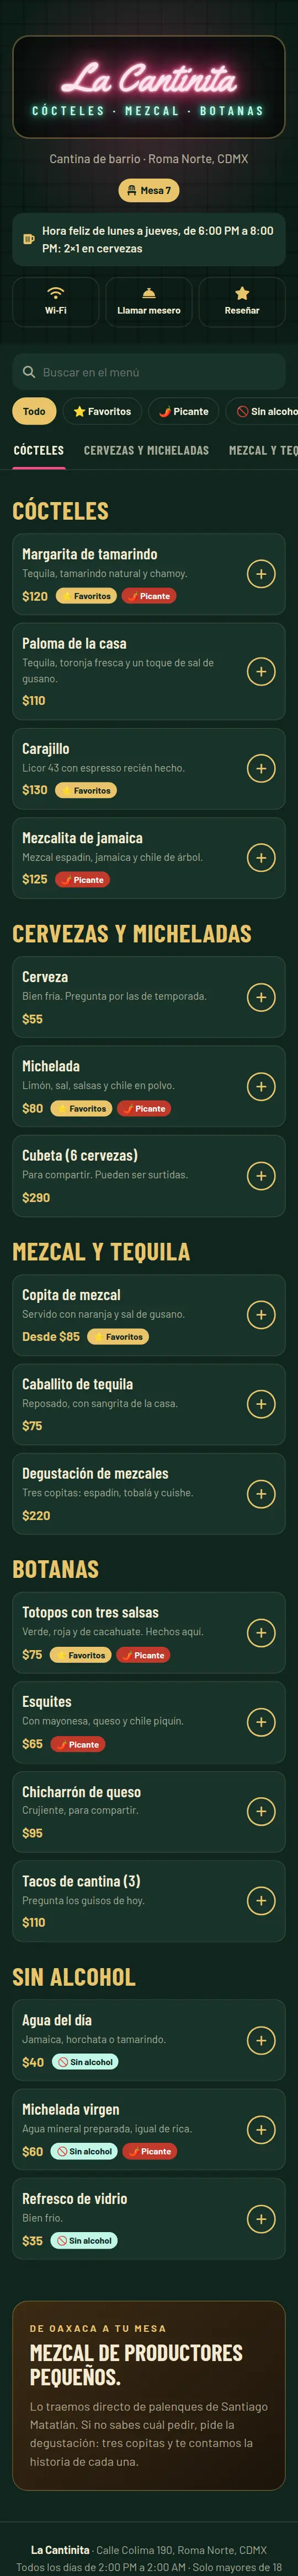 La Cantinita
CÓCTELES · MEZCAL · BOTANAS
Cantina de barrio · Roma Norte, CDMX
Mesa 7
Hora feliz de lunes a jueves, de 6:00 PM a 8:00
PM: 2×1 en cervezas
Wi-Fi
Llamar mesero
Reseñar
Buscar en el menú
Todo
Favoritos
Picante
Sin alcoho
CÓCTELES
CERVEZAS Y MICHELADAS
MEZCAL Y TEQ
CÓCTELES
Margarita de tamarindo
Tequila, tamarindo natural y chamoy.
$120 Favoritos Picante
Paloma de la casa
Tequila, toronja fresca y un toque de sal de
gusano.
$110
Carajillo
Licor 43 con espresso recién hecho.
$130 Favoritos
Mezcalita de jamaica
Mezcal espadín, jamaica y chile de árbol.
$125 Picante
CERVEZAS Y MICHELADAS
Cerveza
Bien fría. Pregunta por las de temporada.
$55
Michelada
Limón, sal, salsas y chile en polvo.
$80 Favoritos Picante
Cubeta (6 cervezas)
Para compartir. Pueden ser surtidas.
$290
MEZCAL Y TEQUILA
Copita de mezcal
Servido con naranja y sal de gusano.
Desde $85 Favoritos
Caballito de tequila
Reposado, con sangrita de la casa.
$75
Degustación de mezcales
Tres copitas: espadín, tobalá y cuishe.
$220
BOTANAS
Totopos con tres salsas
Verde, roja y de cacahuate. Hechos aquí.
$75 Favoritos Picante
Esquites
Con mayonesa, queso y chile piquín.
$65 Picante
Chicharrón de queso
Crujiente, para compartir.
$95
Tacos de cantina (3)
Pregunta los guisos de hoy.
$110
SIN ALCOHOL
Agua del día
Jamaica, horchata o tamarindo.
$40 Sin alcohol
Michelada virgen
Agua mineral preparada, igual de rica.
$60 Sin alcohol Picante
Refresco de vidrio
Bien frío.
$35 Sin alcohol
DE OAXACA A TU MESA
MEZCAL DE PRODUCTORES
PEQUEÑOS.
Lo traemos directo de palenques de Santiago
Matatlán. Si no sabes cuál pedir, pide la
degustación: tres copitas y te contamos la
historia de cada una.
La Cantinita · Calle Colima 190, Roma Norte, CDMX
Todos los días de 2:00 PM a 2:00 AM · Solo mayores de 18